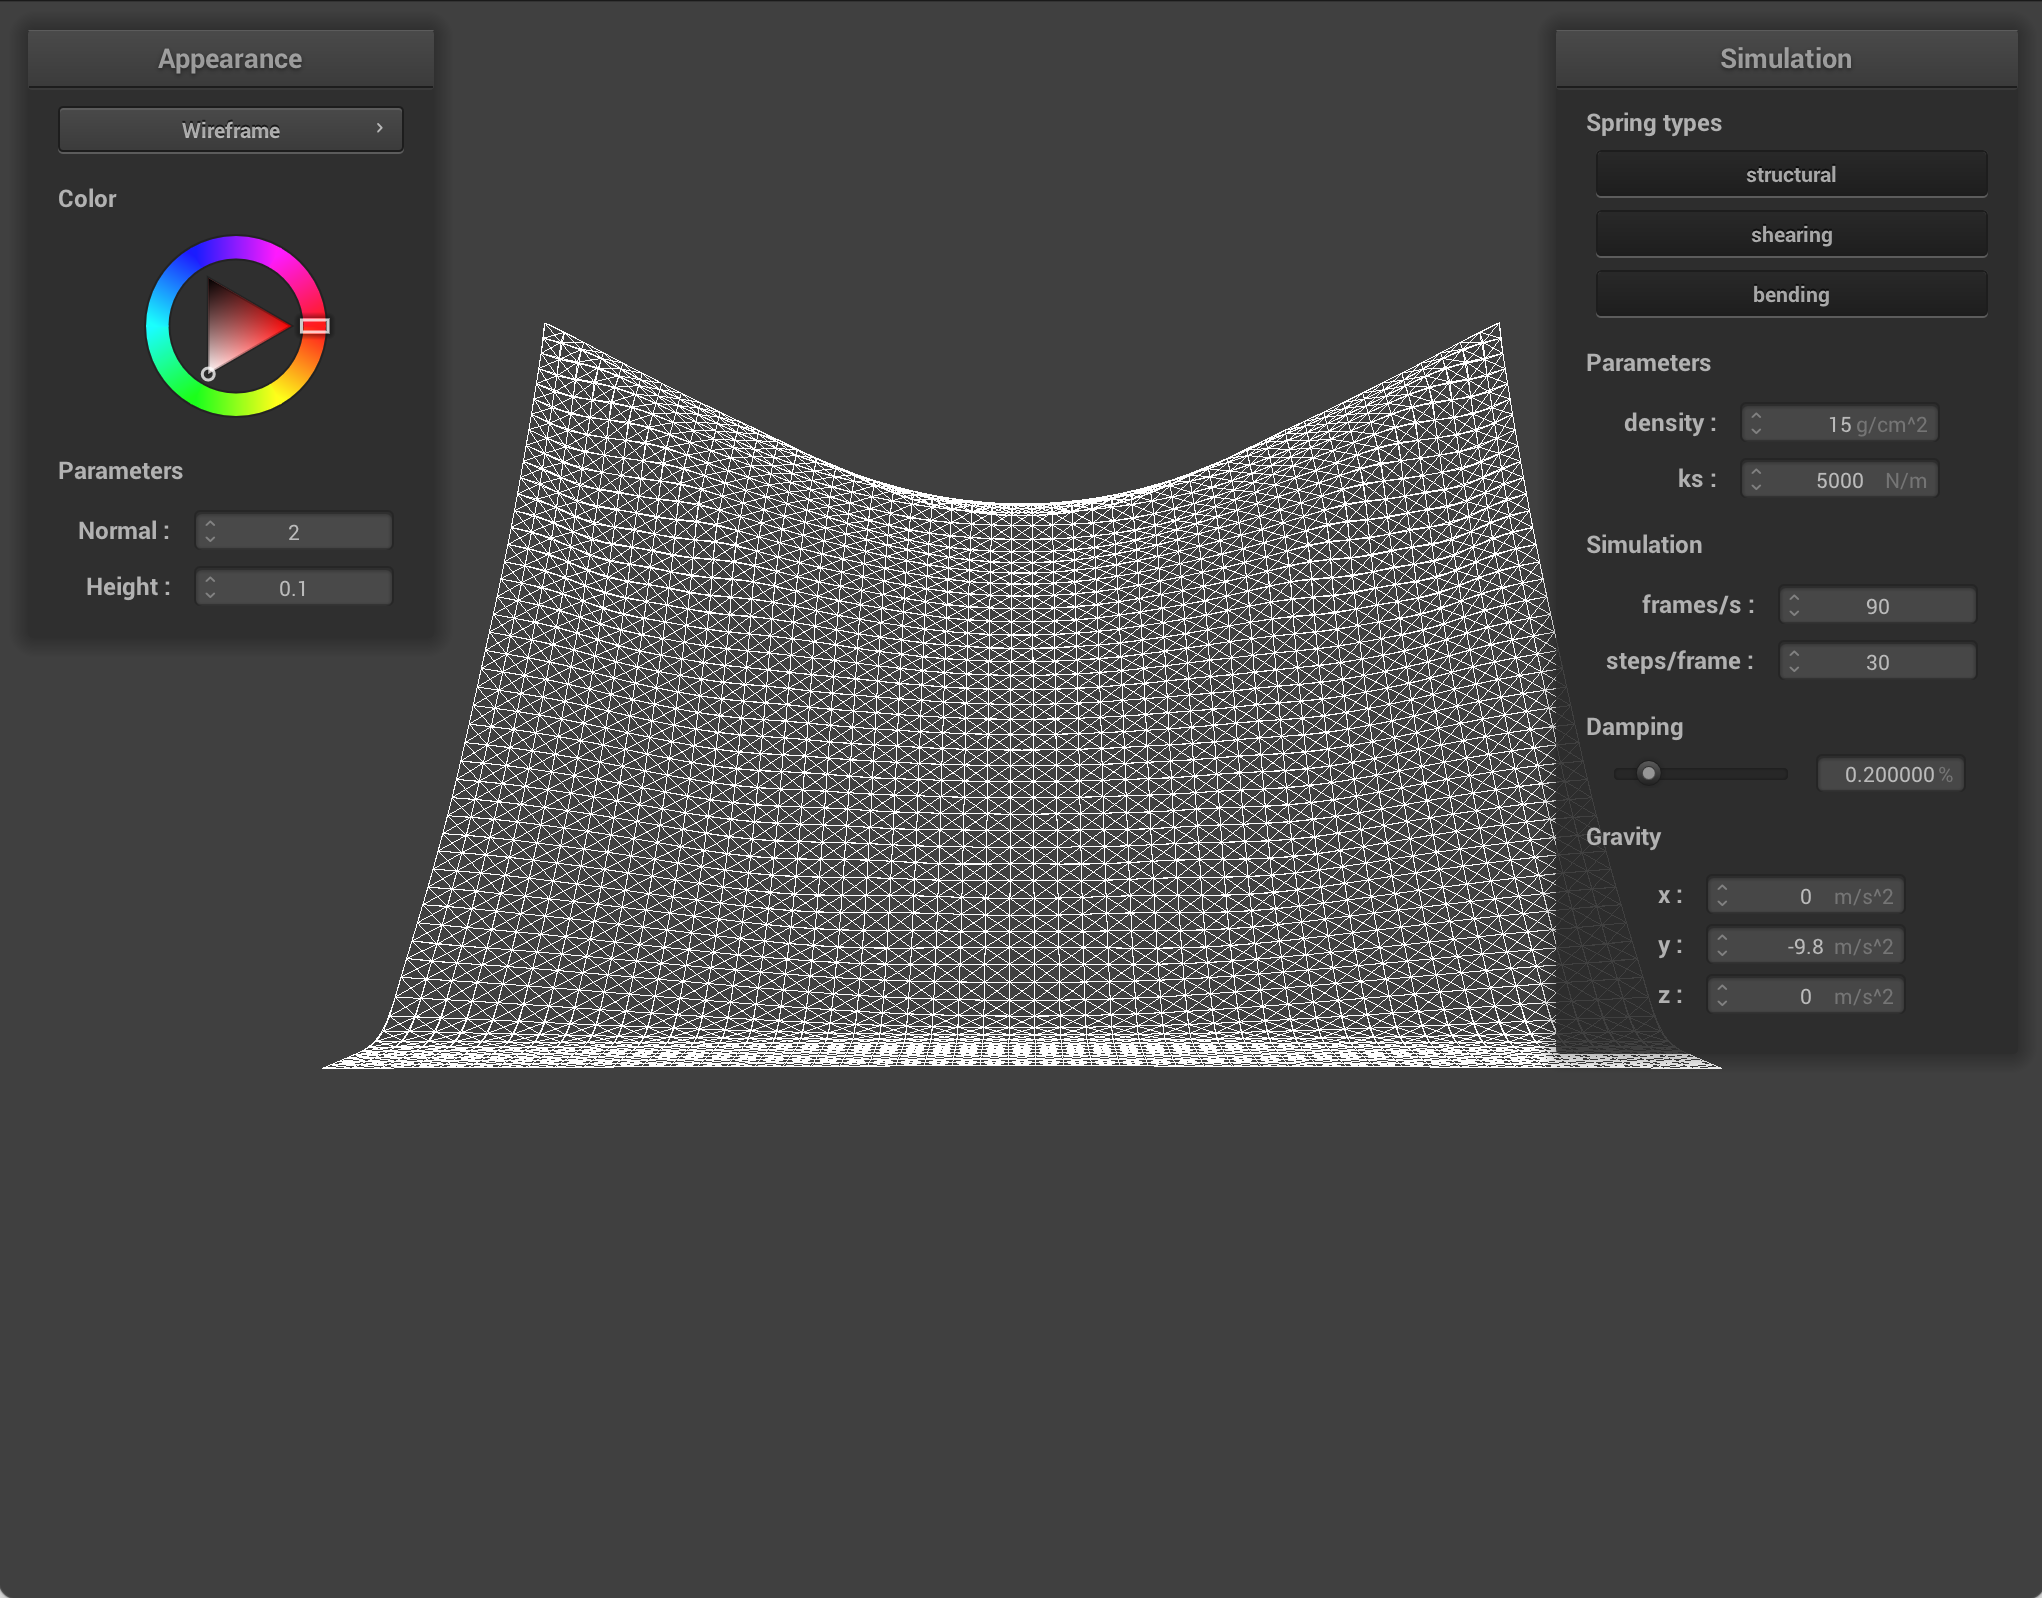 Appearance
Wireframe
Color
Parameters
Normal : 2
Height : 0.1
Simulation
Spring types
structural
shearing
bending
Parameters
density : 15 g/cm^2
ks : 5000 N/m
Simulation
frames/s : 90
steps/frame : 30
Damping
0.200000 %
Gravity
x : 0 m/s^2
y : -9.8 m/s^2
z : 0 m/s^2